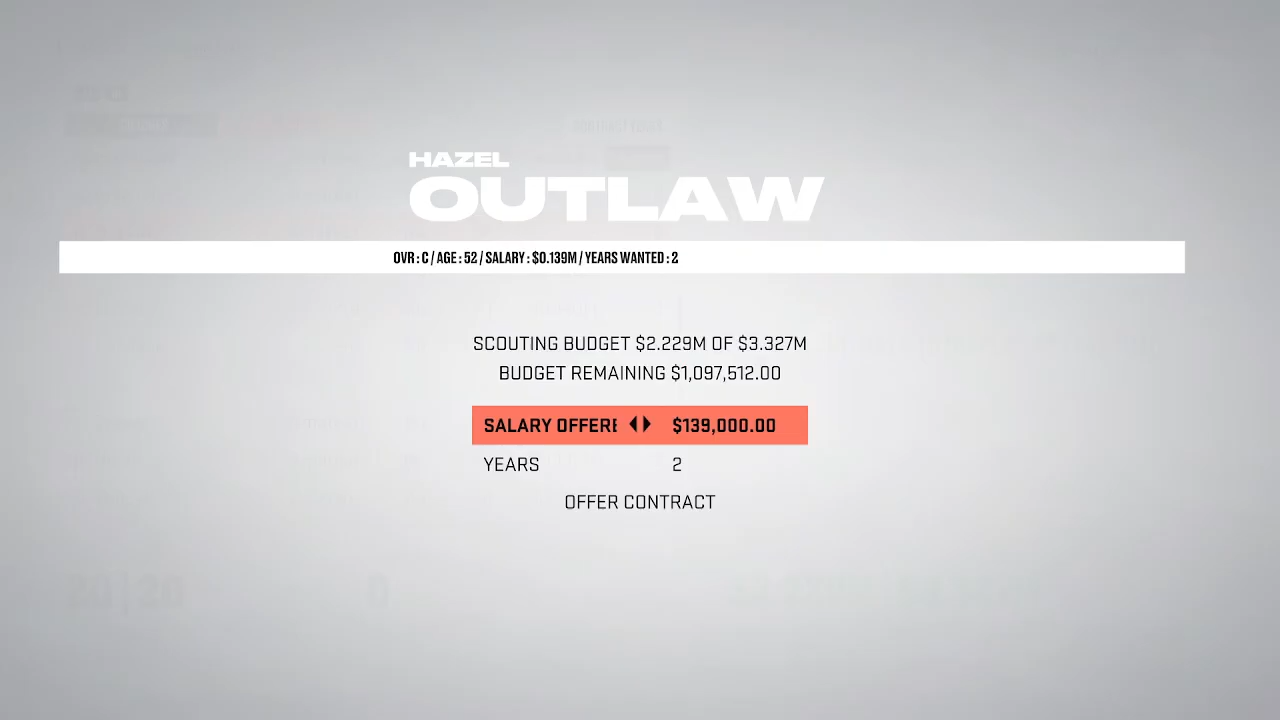 HAZEL
OUTLAW
OVR : C / AGE : 52 / SALARY : $0.139M / YEARS WANTED : 2
SCOUTING BUDGET $2.229M OF $3.327M
BUDGET REMAINING $1,097,512.00
SALARY OFFERE $139,000.00
YEARS 2
OFFER CONTRACT